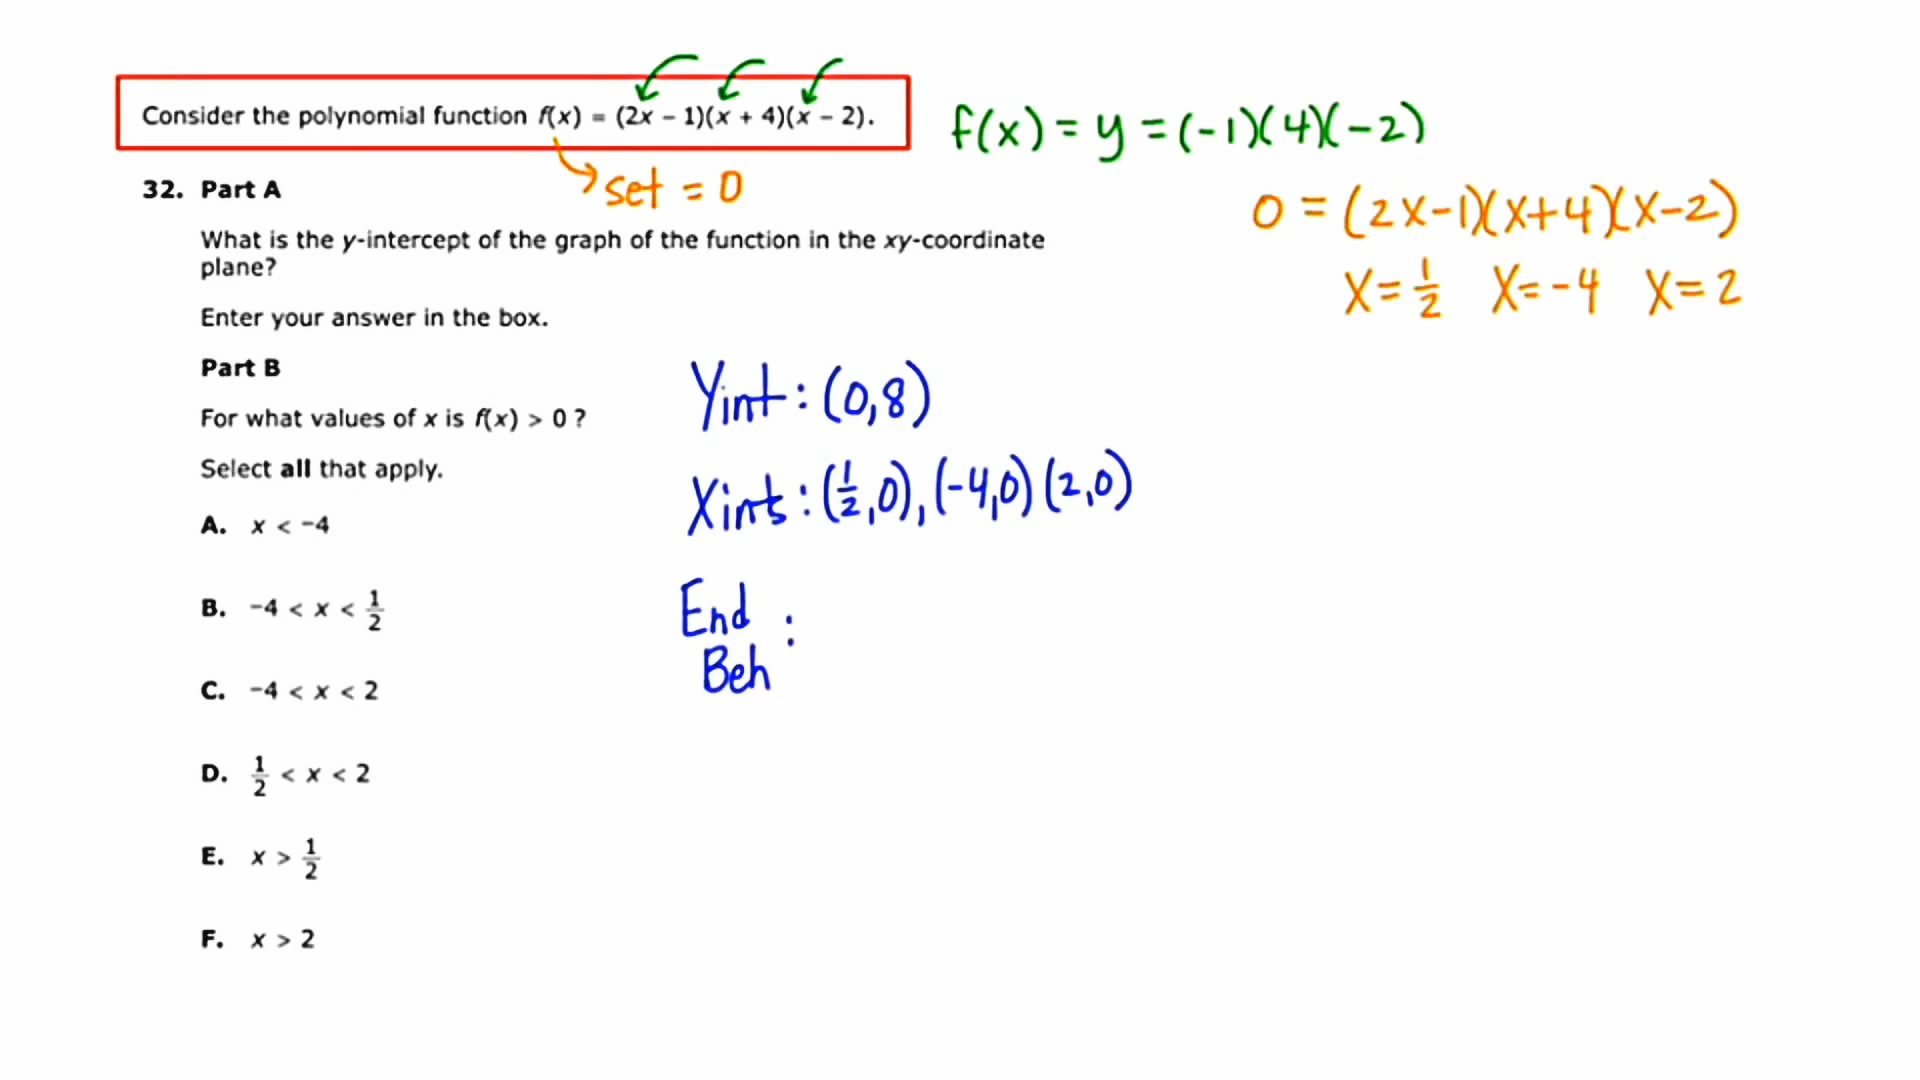 Consider the polynomial function f(x) = (2x − 1)(x + 4)(x − 2).
f(x) = y = (-1)(4)(-2)
set = 0
0 = (2x-1)(x+4)(x-2)
x = 1/2 x = -4 x = 2
32. Part A
What is the y-intercept of the graph of the function in the xy-coordinate
plane?
Enter your answer in the box.
Part B
For what values of x is f(x) > 0 ?
Select all that apply.
A. x < −4
B. −4 < x < 1/2
C. −4 < x < 2
D. 1/2 < x < 2
E. x > 1/2
F. x > 2
Yint : (0,8)
Xints : (1/2,0), (-4,0) (2,0)
End :
Beh